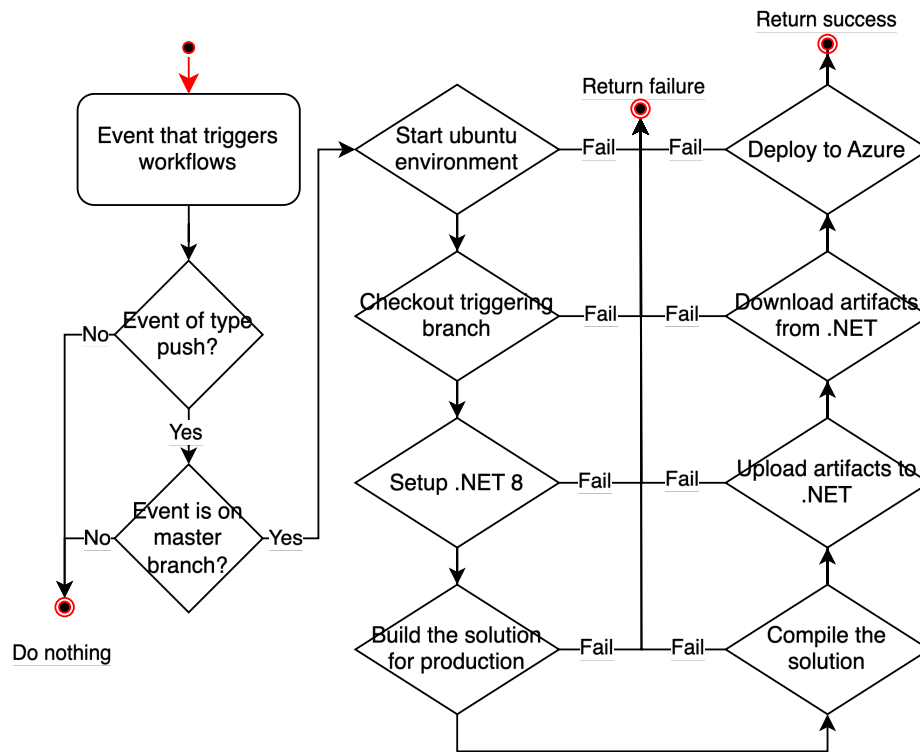 Return success
Return failure
Event that triggers
workflows
Start ubuntu
environment
Fail
Fail
Deploy to Azure
Event of type
push?
No
Checkout triggering
branch
Fail
Fail
Download artifacts
from .NET
Yes
Event is on
master
branch?
No
Yes
Setup .NET 8
Fail
Fail
Upload artifacts to
.NET
Do nothing
Build the solution
for production
Fail
Fail
Compile the
solution